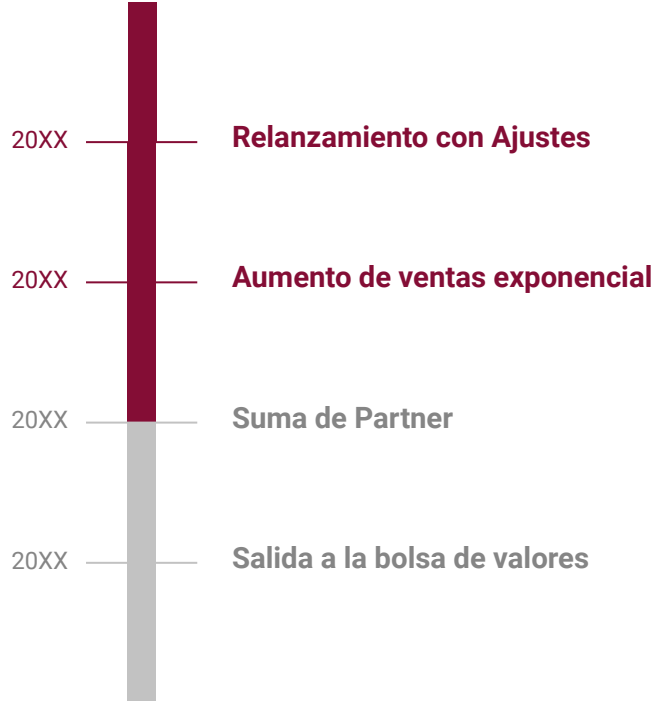 20XX Relanzamiento con Ajustes
20XX Aumento de ventas exponencial
20XX Suma de Partner
20XX Salida a la bolsa de valores